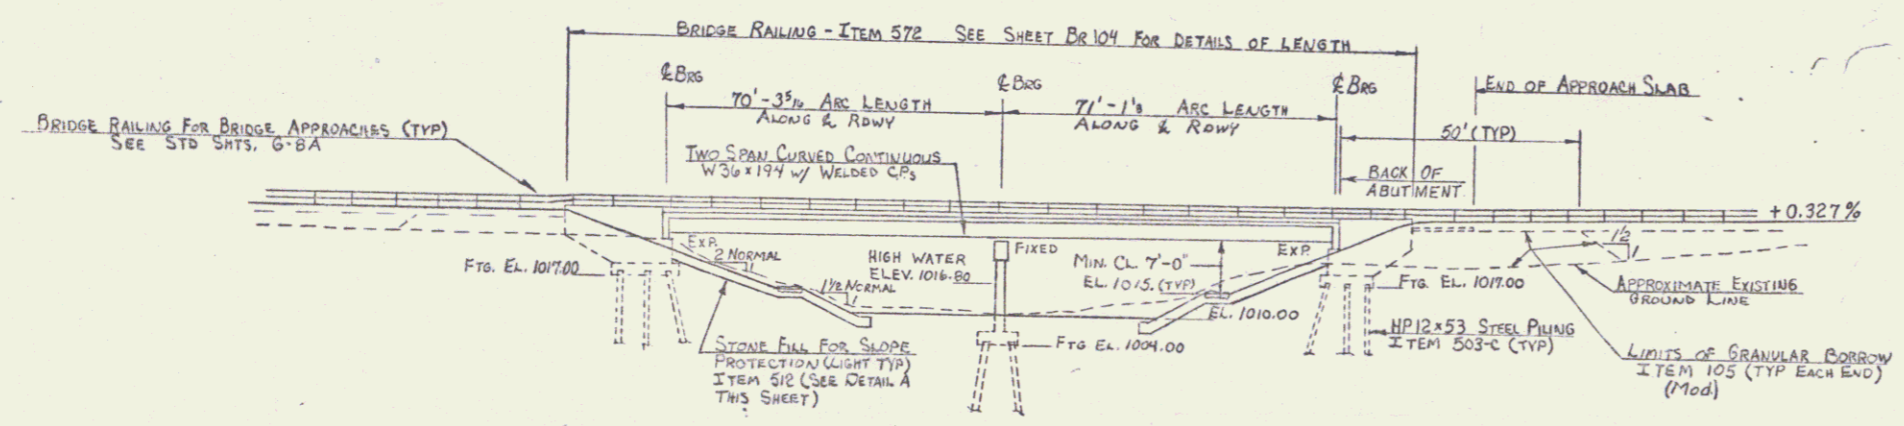 BRIDGE RAILING - ITEM 572 SEE SHEET BR 104 FOR DETAILS OF LENGTH
℄ BRG
℄ BRG
℄ BRG
END OF APPROACH SLAB
70'-3 5/16 ARC LENGTH
ALONG ℄ RDWY
71'-1 1/8 ARC LENGTH
ALONG ℄ RDWY
50' (TYP)
BRIDGE RAILING FOR BRIDGE APPROACHES (TYP)
SEE STD SHTS. G-8A
TWO SPAN CURVED CONTINUOUS
W36x194 W/ WELDED C.P.s
BACK OF
ABUTMENT
+0.327%
EXP.
2 NORMAL
1
FTG. EL. 1017.00
1 1/2 NORMAL
1
HIGH WATER
ELEV. 1016.80
FIXED
MIN. CL. 7'-0"
EL. 1015. (TYP)
EXP.
1 1/2
1
FTG. EL. 1017.00
APPROXIMATE EXISTING
GROUND LINE
EL. 1010.00
HP12x53 STEEL PILING
ITEM 503-C (TYP)
FTG EL. 1004.00
STONE FILL FOR SLOPE
PROTECTION (LIGHT TYP)
ITEM 512 (SEE DETAIL A
THIS SHEET)
LIMITS OF GRANULAR BORROW
ITEM 105 (TYP EACH END)
(Mod.)